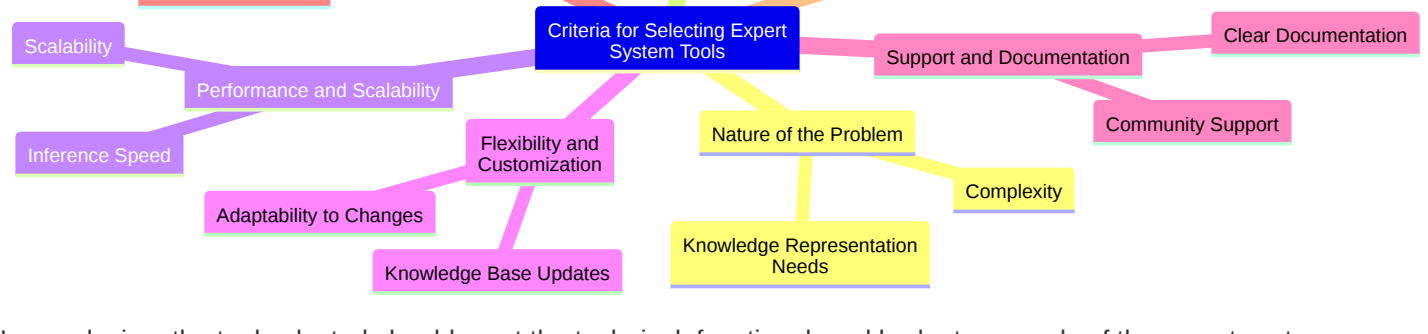 Criteria for Selecting Expert
System Tools
Scalability
Performance and Scalability
Inference Speed
Flexibility and
Customization
Adaptability to Changes
Knowledge Base Updates
Nature of the Problem
Complexity
Knowledge Representation
Needs
Support and Documentation
Clear Documentation
Community Support